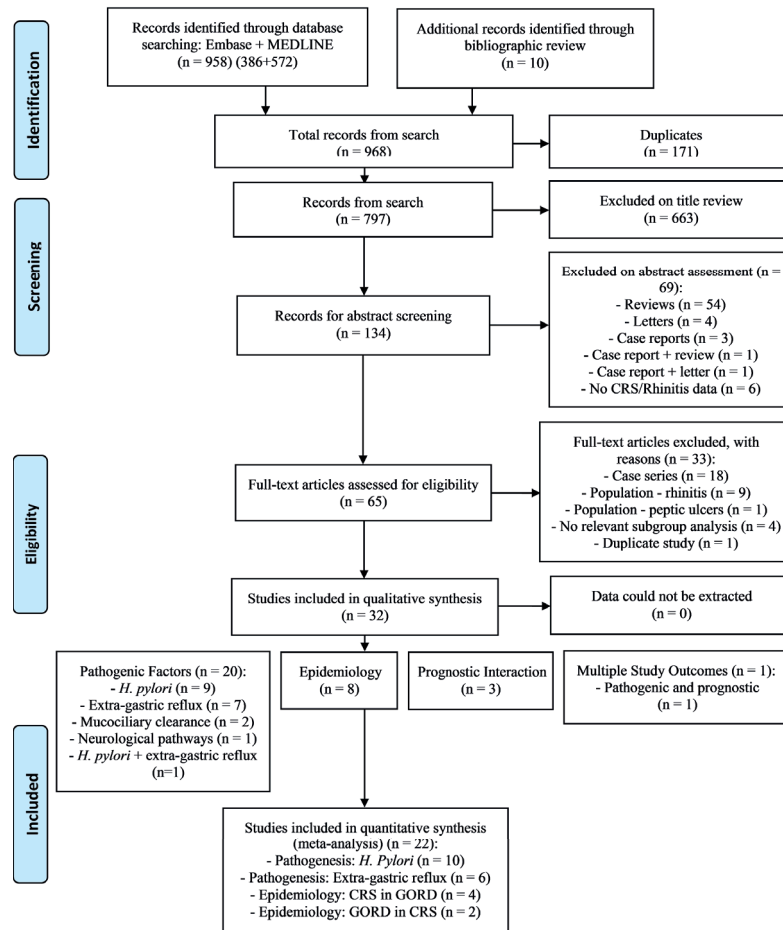 Identification
Records identified through database
searching: Embase + MEDLINE
(n = 958) (386+572)
Additional records identified through
bibliographic review
(n = 10)
Total records from search
(n = 968)
Duplicates
(n = 171)
Screening
Records from search
(n = 797)
Excluded on title review
(n = 663)
Records for abstract screening
(n = 134)
Excluded on abstract assessment (n =
69):
- Reviews (n = 54)
- Letters (n = 4)
- Case reports (n = 3)
- Case report + review (n = 1)
- Case report + letter (n = 1)
- No CRS/Rhinitis data (n = 6)
Eligibility
Full-text articles assessed for eligibility
(n = 65)
Full-text articles excluded, with
reasons (n = 33):
- Case series (n = 18)
- Population - rhinitis (n = 9)
- Population - peptic ulcers (n = 1)
- No relevant subgroup analysis (n = 4)
- Duplicate study (n = 1)
Studies included in qualitative synthesis
(n = 32)
Data could not be extracted
(n = 0)
Included
Pathogenic Factors (n = 20):
- H. pylori (n = 9)
- Extra-gastric reflux (n = 7)
- Mucociliary clearance (n = 2)
- Neurological pathways (n = 1)
- H. pylori + extra-gastric reflux
(n=1)
Epidemiology
(n = 8)
Prognostic Interaction
(n = 3)
Multiple Study Outcomes (n = 1):
- Pathogenic and prognostic
(n = 1)
Studies included in quantitative synthesis
(meta-analysis) (n = 22):
- Pathogenesis: H. Pylori (n = 10)
- Pathogenesis: Extra-gastric reflux (n = 6)
- Epidemiology: CRS in GORD (n = 4)
- Epidemiology: GORD in CRS (n = 2)